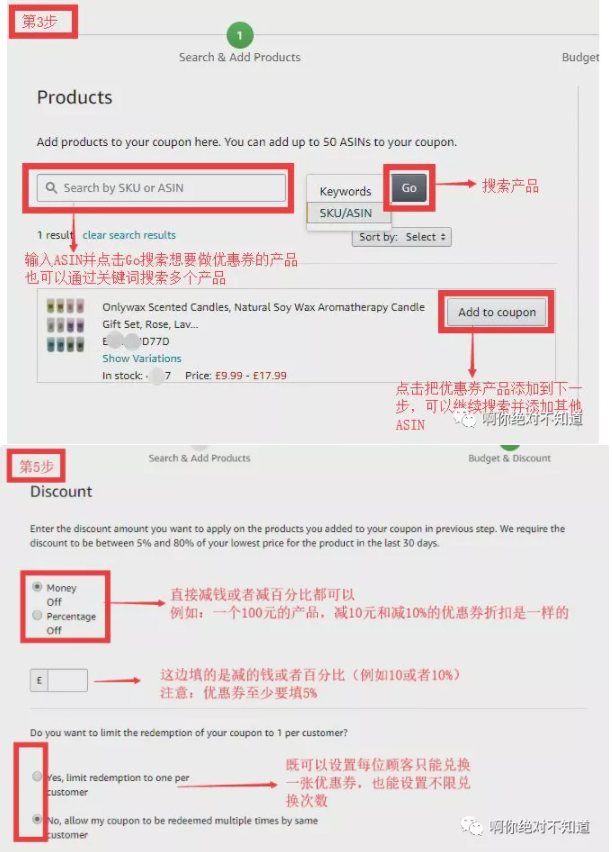 第3步
1
Search & Add Products
Budget
Products
Add products to your coupon here. You can add up to 50 ASINs to your coupon.
Search by SKU or ASIN
Keywords
SKU/ASIN
Go
搜索产品
1 result
clear search results
Sort by: Select
输入ASIN并点击Go搜索想要做优惠券的产品
也可以通过关键词搜索多个产品
Onlywax Scented Candles, Natural Soy Wax Aromatherapy Candle
Gift Set, Rose, Lav...
D77D
Show Variations
In stock: 7 Price: £9.99 - £17.99
Add to coupon
点击把优惠券产品添加到下一
步，可以继续搜索并添加其他
ASIN
啊你绝对不知道
第5步
Search & Add Products
Budget & Discount
Discount
Enter the discount amount you want to apply on the products you added to your coupon in previous step. We require the
discount to be between 5% and 80% of your lowest price for the product in the last 30 days.
Money
Off
Percentage
Off
直接减钱或者减百分比都可以
例如：一个100元的产品，减10元和减10%的优惠券折扣是一样的
£
这边填的是减的钱或者百分比（例如10或者10%）
注意：优惠券至少要填5%
Do you want to limit the redemption of your coupon to 1 per customer?
Yes, limit redemption to one per
customer
No, allow my coupon to be redeemed multiple times by same
customer
既可以设置每位顾客只能兑换
一张优惠券，也能设置不限兑
换次数
啊你绝对不知道